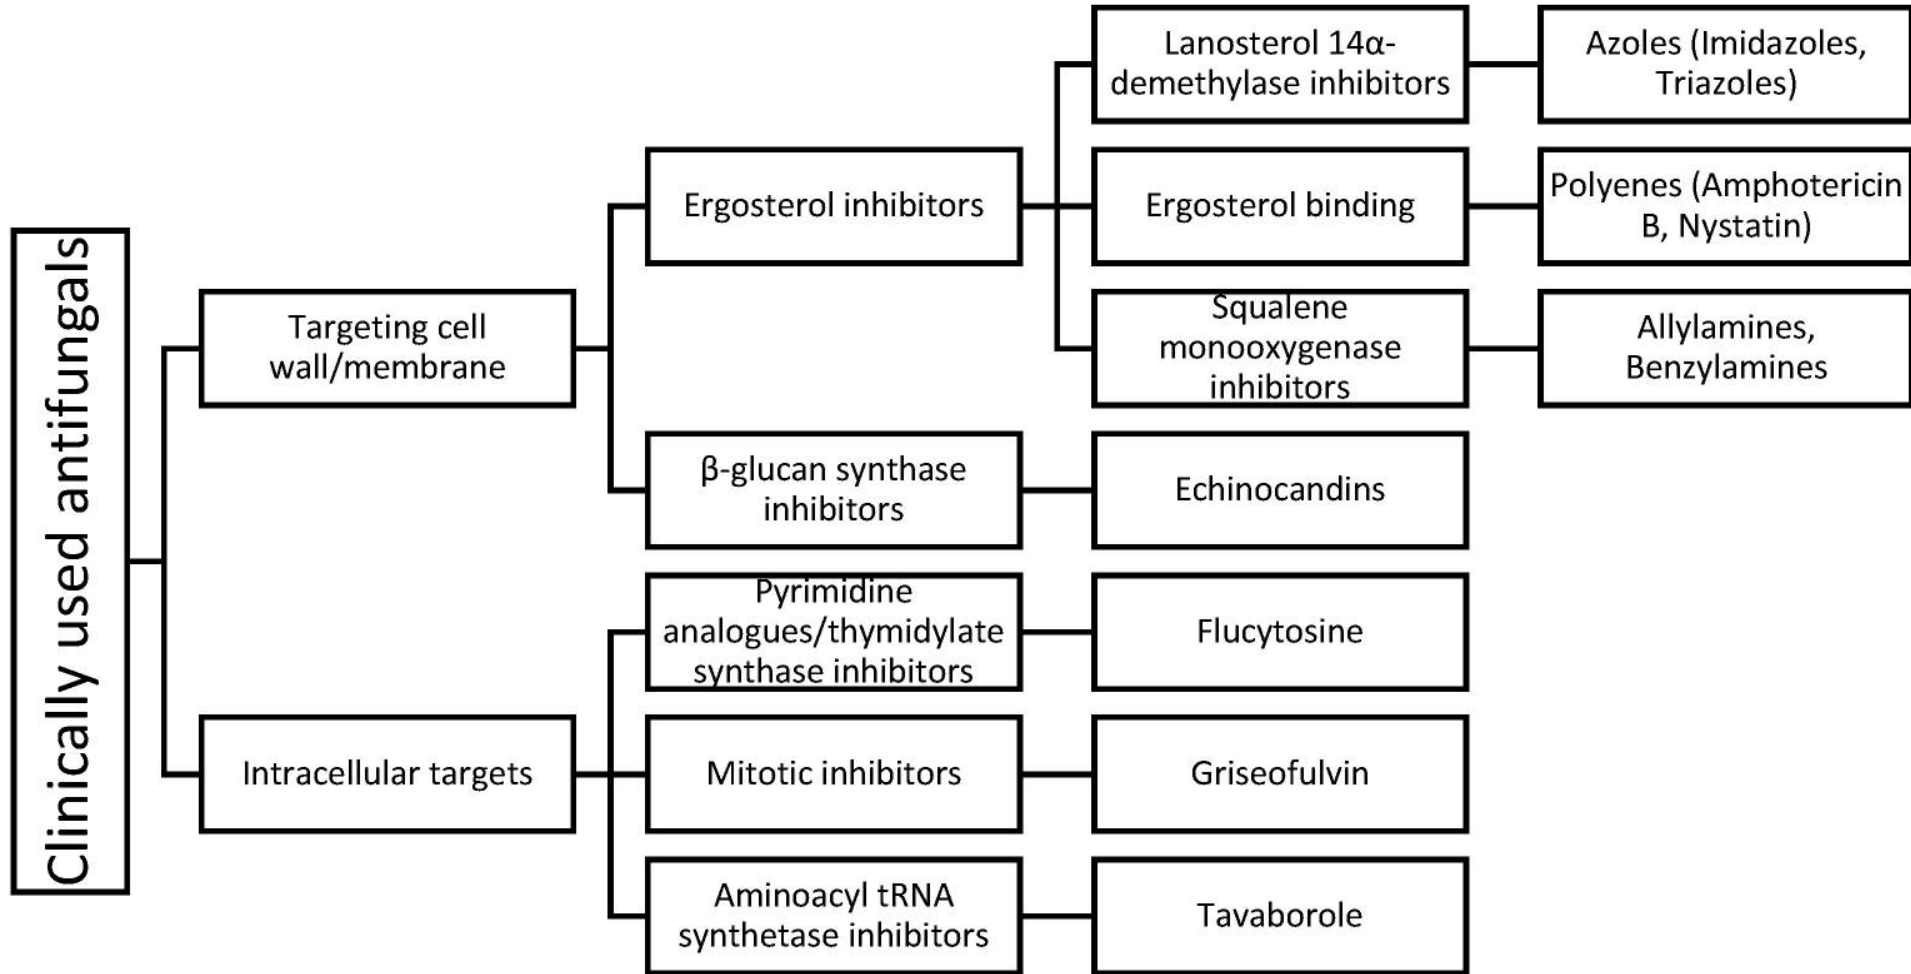 Clinically used antifungals
Targeting cell
wall/membrane
Ergosterol inhibitors
Lanosterol 14α-
demethylase inhibitors
Azoles (Imidazoles,
Triazoles)
Ergosterol binding
Polyenes (Amphotericin
B, Nystatin)
Squalene
monooxygenase
inhibitors
Allylamines,
Benzylamines
β-glucan synthase
inhibitors
Echinocandins
Intracellular targets
Pyrimidine
analogues/thymidylate
synthase inhibitors
Flucytosine
Mitotic inhibitors
Griseofulvin
Aminoacyl tRNA
synthetase inhibitors
Tavaborole